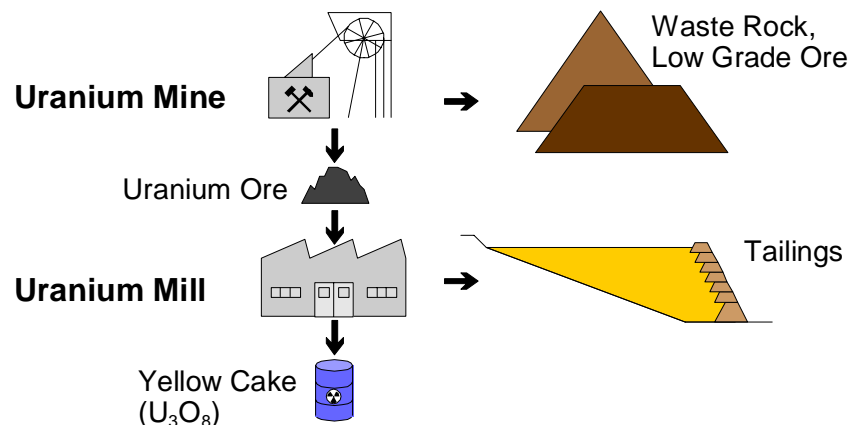 Waste Rock,
Low Grade Ore
Uranium Mine
Uranium Ore
Tailings
Uranium Mill
Yellow Cake
(U₃O₈)